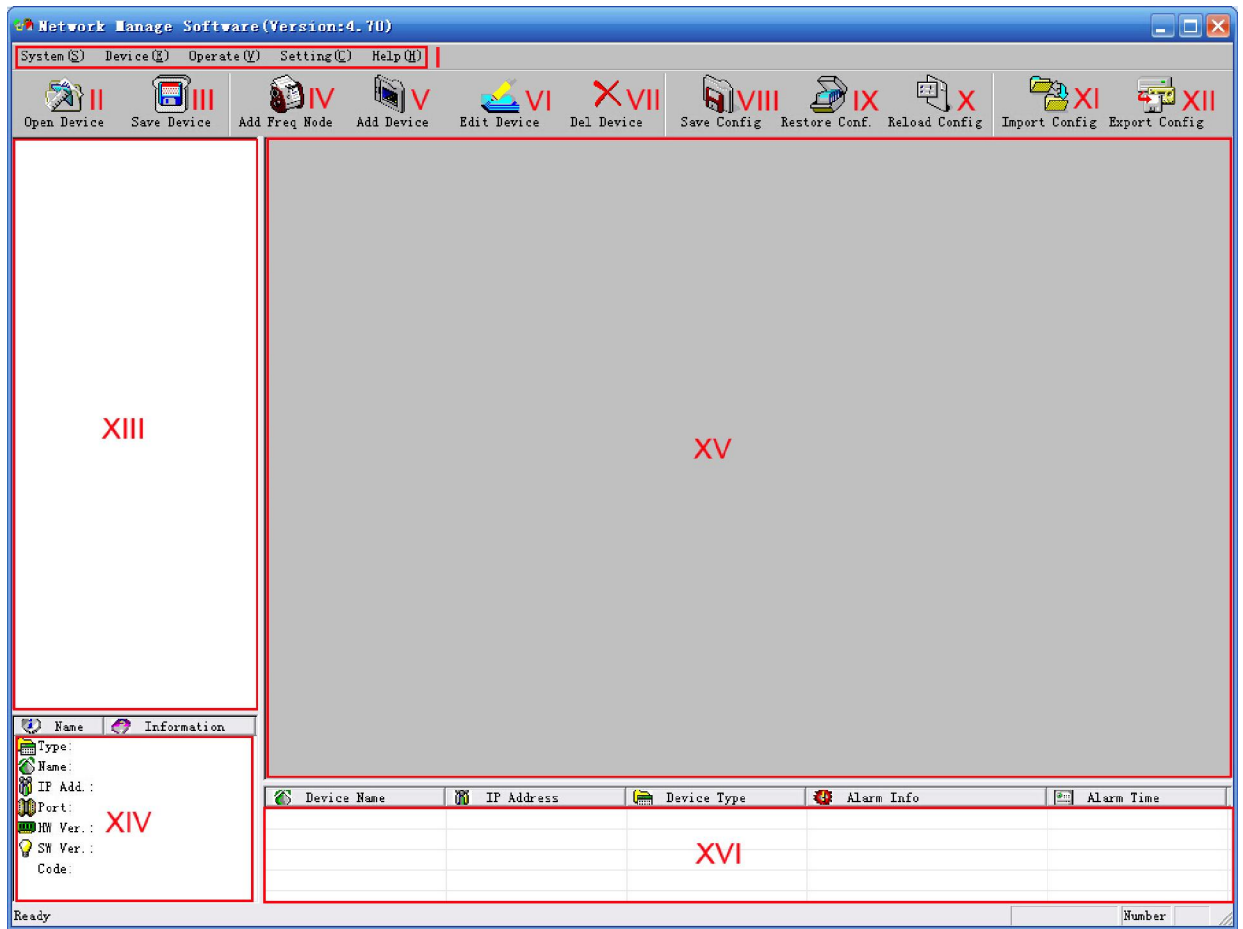 Network Manage Software(Version:4.70)
System(S) Device(E) Operate(V) Setting(C) Help(H) I
II III IV V VI VII VIII IX X XI XII
Open Device Save Device Add Freq Node Add Device Edit Device Del Device Save Config Restore Conf. Reload Config Import Config Export Config
XIII
XV
Name Information
Type:
Name:
IP Add.:
Port:
HW Ver.:
SW Ver.:
Code:
XIV
Device Name IP Address Device Type Alarm Info Alarm Time
XVI
Ready Number